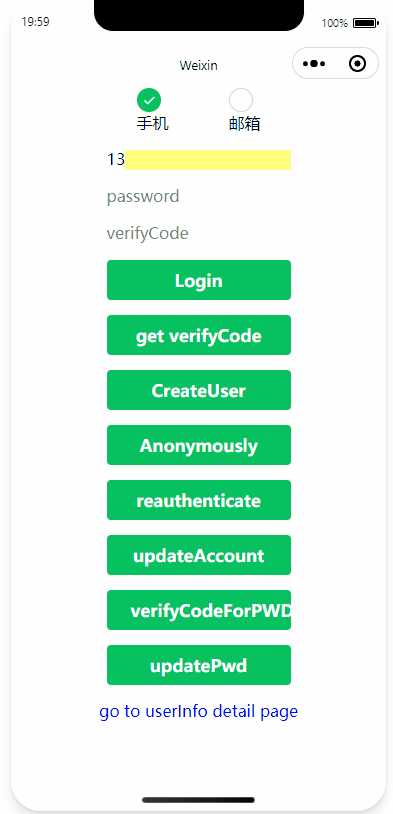 19:59
100%
Weixin
手机
邮箱
13
password
verifyCode
Login
get verifyCode
CreateUser
Anonymously
reauthenticate
updateAccount
verifyCodeForPWD
updatePwd
go to userInfo detail page